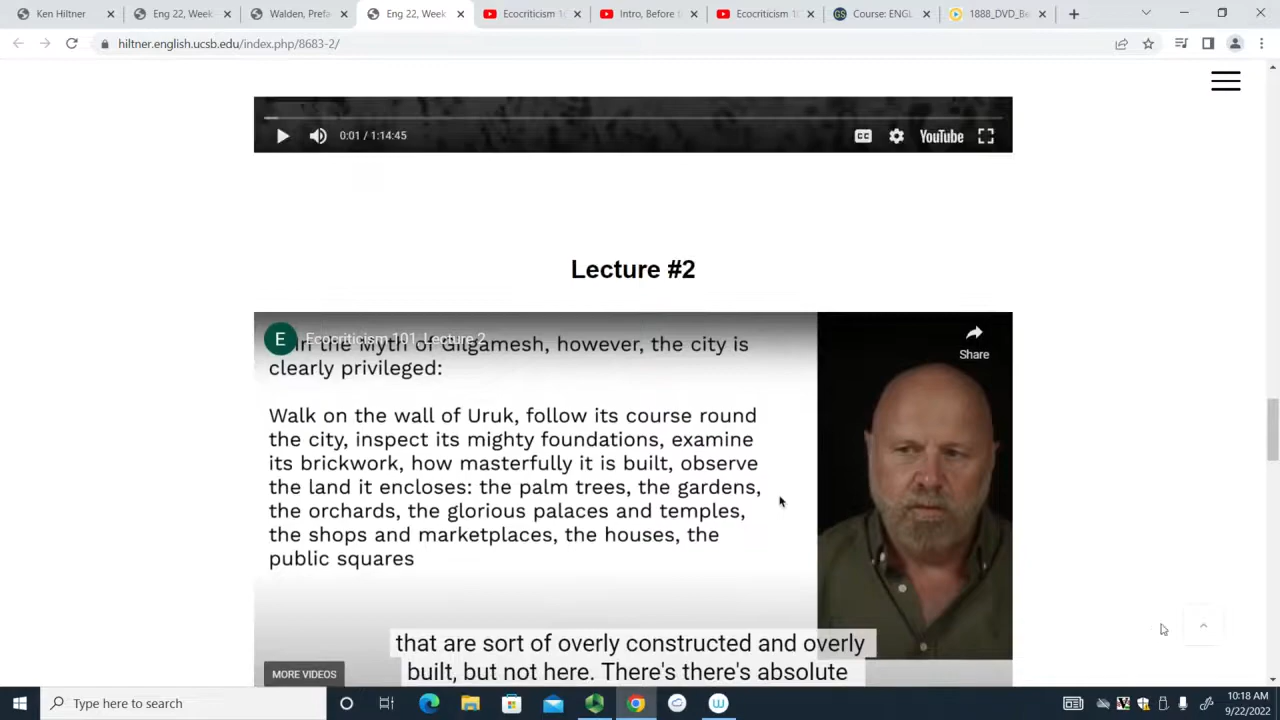 Ken Hiltner
Eng 22, Week
Walden, Prefa
Eng 22, Week
Ecocriticism 1
Intro, Before t
Ecocriticism 1
Course: ENGL
1888_DVD_Be
hiltner.english.ucsb.edu/index.php/8683-2/
0:01 / 1:14:45
CC
YouTube
Lecture #2
E
Ecocriticism 101, Lecture 2
Share
in the Myth of Gilgamesh, however, the city is
clearly privileged:
Walk on the wall of Uruk, follow its course round
the city, inspect its mighty foundations, examine
its brickwork, how masterfully it is built, observe
the land it encloses: the palm trees, the gardens,
the orchards, the glorious palaces and temples,
the shops and marketplaces, the houses, the
public squares
that are sort of overly constructed and overly
built, but not here. There's there's absolute
MORE VIDEOS
Type here to search
10:18 AM
9/22/2022